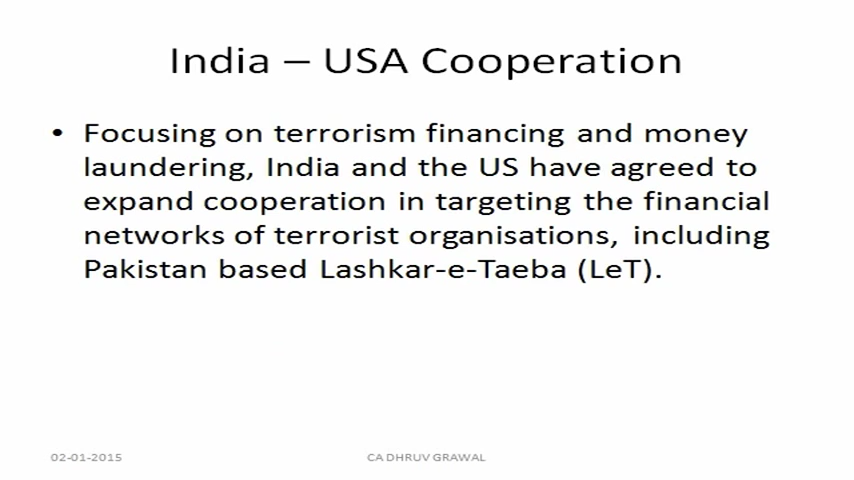 India – USA Cooperation
• Focusing on terrorism financing and money
laundering, India and the US have agreed to
expand cooperation in targeting the financial
networks of terrorist organisations, including
Pakistan based Lashkar-e-Taeba (LeT).
02-01-2015
CA DHRUV GRAWAL